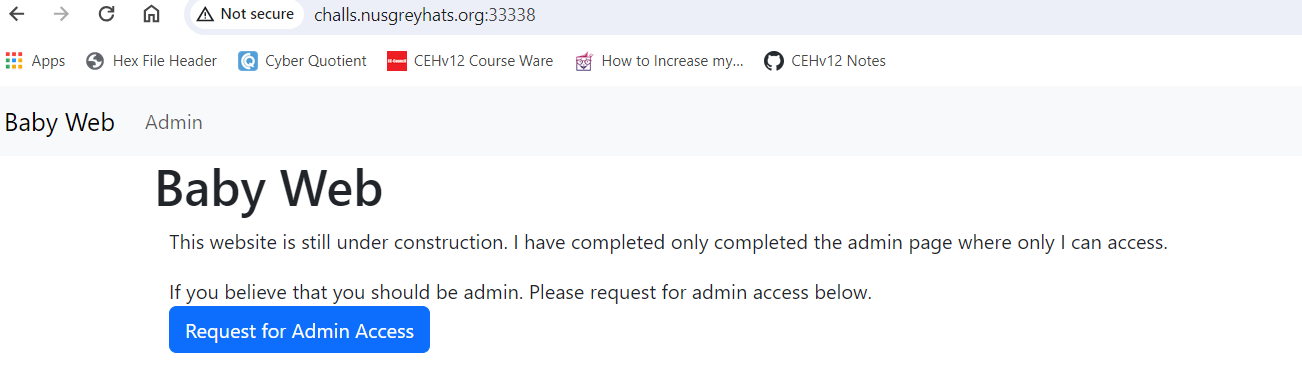 Not secure challs.nusgreyhats.org:33338
Apps Hex File Header Cyber Quotient CEHv12 Course Ware How to Increase my... CEHv12 Notes
Baby Web Admin
Baby Web
This website is still under construction. I have completed only completed the admin page where only I can access.
If you believe that you should be admin. Please request for admin access below.
Request for Admin Access